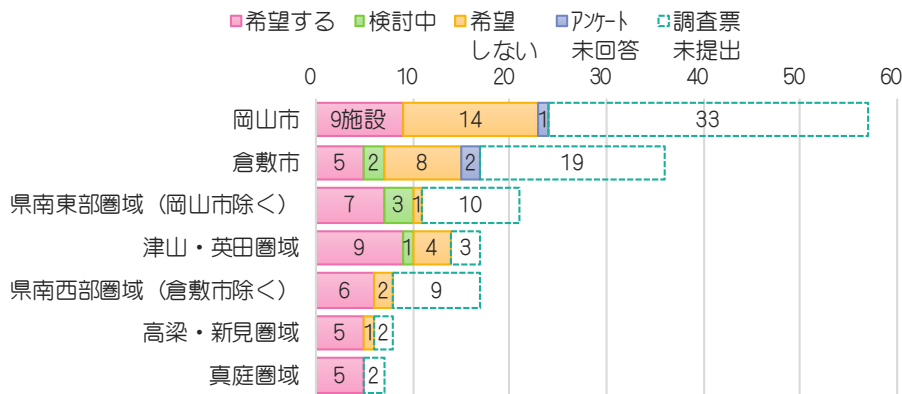 希望する 検討中 希望しない ｱﾝｹｰﾄ未回答 調査票未提出
0 10 20 30 40 50 60
岡山市 9施設 14 1 33
倉敷市 5 2 8 2 19
県南東部圏域（岡山市除く） 7 3 1 10
津山・英田圏域 9 1 4 3
県南西部圏域（倉敷市除く） 6 2 9
高梁・新見圏域 5 1 2
真庭圏域 5 2